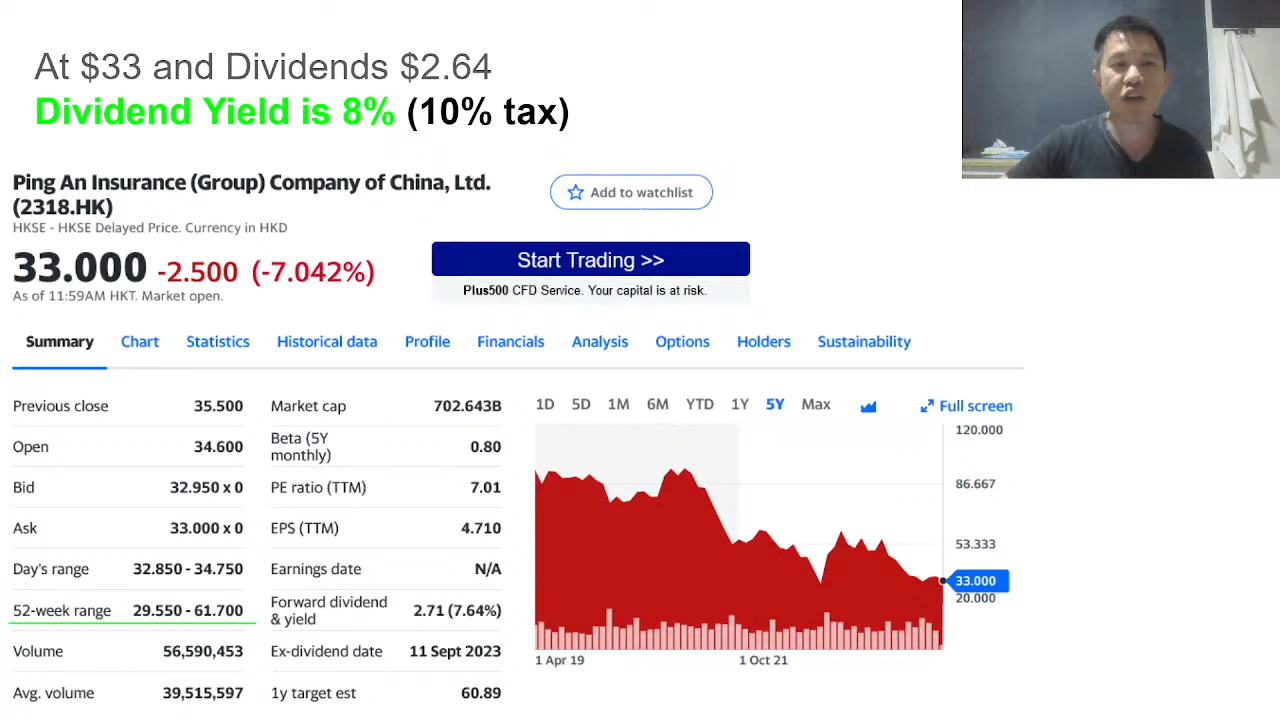 At $33 and Dividends $2.64
Dividend Yield is 8% (10% tax)
Ping An Insurance (Group) Company of China, Ltd.
(2318.HK)
Add to watchlist
HKSE - HKSE Delayed Price. Currency in HKD
33.000 -2.500 (-7.042%)
As of 11:59AM HKT. Market open.
Start Trading >>
Plus500 CFD Service. Your capital is at risk.
Summary Chart Statistics Historical data Profile Financials Analysis Options Holders Sustainability
Previous close 35.500
Open 34.600
Bid 32.950 x 0
Ask 33.000 x 0
Day's range 32.850 - 34.750
52-week range 29.550 - 61.700
Volume 56,590,453
Avg. volume 39,515,597
Market cap 702.643B
Beta (5Y
monthly) 0.80
PE ratio (TTM) 7.01
EPS (TTM) 4.710
Earnings date N/A
Forward dividend
& yield 2.71 (7.64%)
Ex-dividend date 11 Sept 2023
1y target est 60.89
1D 5D 1M 6M YTD 1Y 5Y Max Full screen
120.000
86.667
53.333
33.000
20.000
1 Apr 19 1 Oct 21